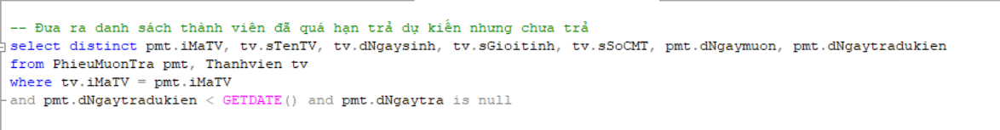 -- Đưa ra danh sách thành viên đã quá hạn trả dự kiến nhưng chưa trả
select distinct pmt.iMaTV, tv.sTenTV, tv.dNgaysinh, tv.sGioitinh, tv.sSoCMT, pmt.dNgaymuon, pmt.dNgaytradukien
from PhieuMuonTra pmt, Thanhvien tv
where tv.iMaTV = pmt.iMaTV
and pmt.dNgaytradukien < GETDATE() and pmt.dNgaytra is null